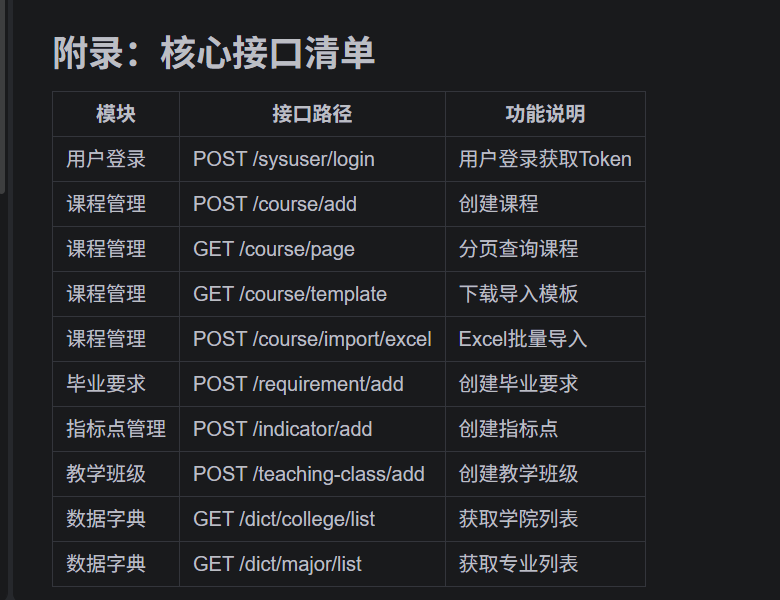 附录：核心接口清单
模块 接口路径 功能说明
用户登录 POST /sysuser/login 用户登录获取Token
课程管理 POST /course/add 创建课程
课程管理 GET /course/page 分页查询课程
课程管理 GET /course/template 下载导入模板
课程管理 POST /course/import/excel Excel批量导入
毕业要求 POST /requirement/add 创建毕业要求
指标点管理 POST /indicator/add 创建指标点
教学班级 POST /teaching-class/add 创建教学班级
数据字典 GET /dict/college/list 获取学院列表
数据字典 GET /dict/major/list 获取专业列表